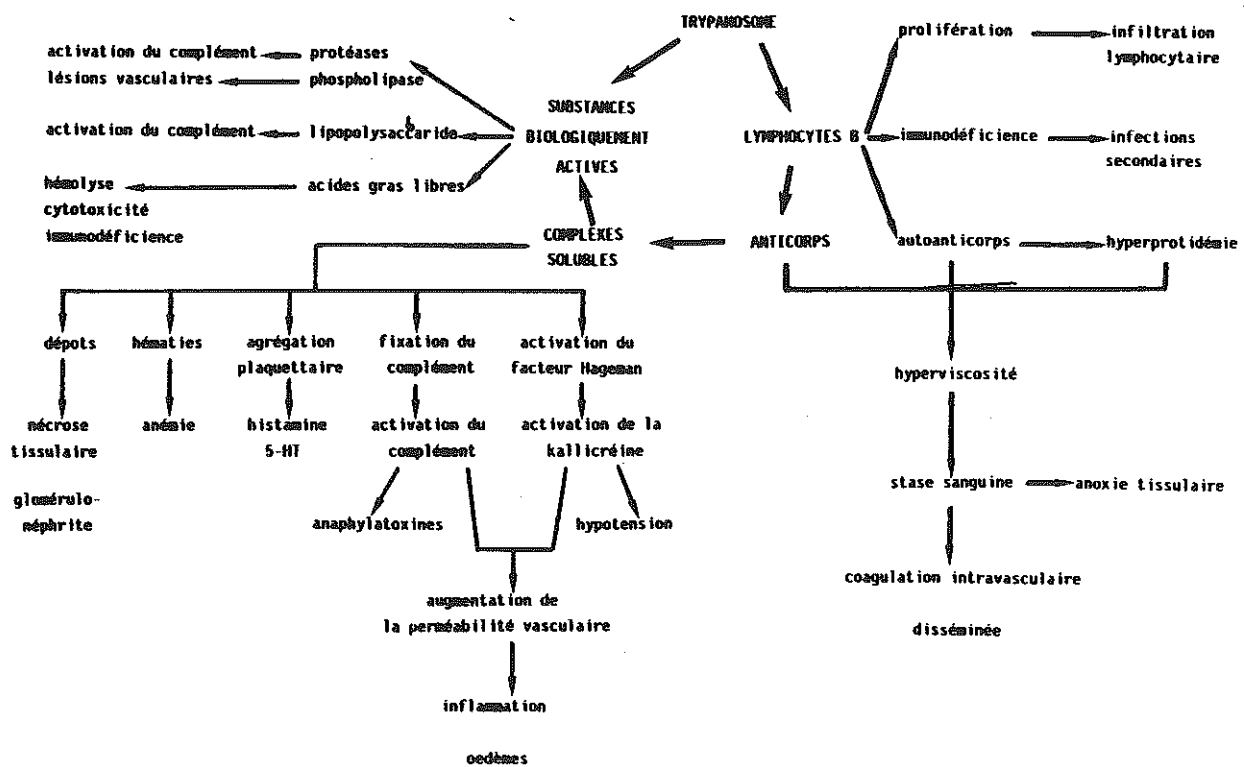 TRYPANOSOME
activation du complément
protéases
prolifération
infiltration
lymphocytaire
lésions vasculaires
phospholipase
SUBSTANCES
BIOLOGIQUEMENT
ACTIVES
activation du complément
lipopolysaccaride
h
LYMPHOCYTES B
immunodéficience
infections
secondaires
hémolyse
cytotoxicité
immunodéficience
acides gras libres
COMPLÈXES
SOLUBLES
ANTICORPS
autoanticorps
hyperprotidémie
dépots
hématies
agrégation
plaquettaire
fixation du
complément
activation du
facteur Hageman
hyperviscosité
nécrose
tissulaire
anémie
histamine
5-HT
activation du
complément
activation de la
kallicréine
glomérulo-
néphrite
anaphylatoxines
hypotension
stase sanguine
anoxie tissulaire
augmentation de
la perméabilité vasculaire
coagulation intravasculaire
disséminée
inflammation
oedèmes